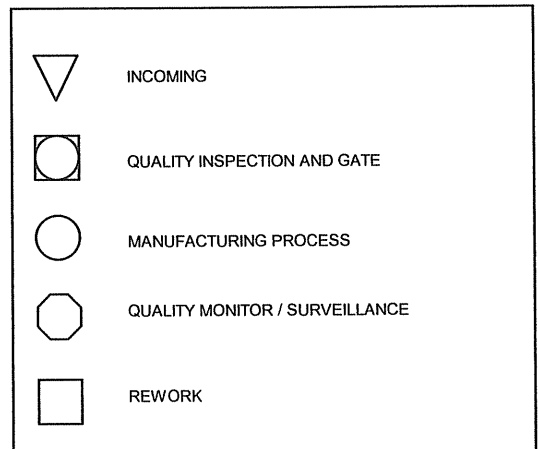 INCOMING
QUALITY INSPECTION AND GATE
MANUFACTURING PROCESS
QUALITY MONITOR / SURVEILLANCE
REWORK